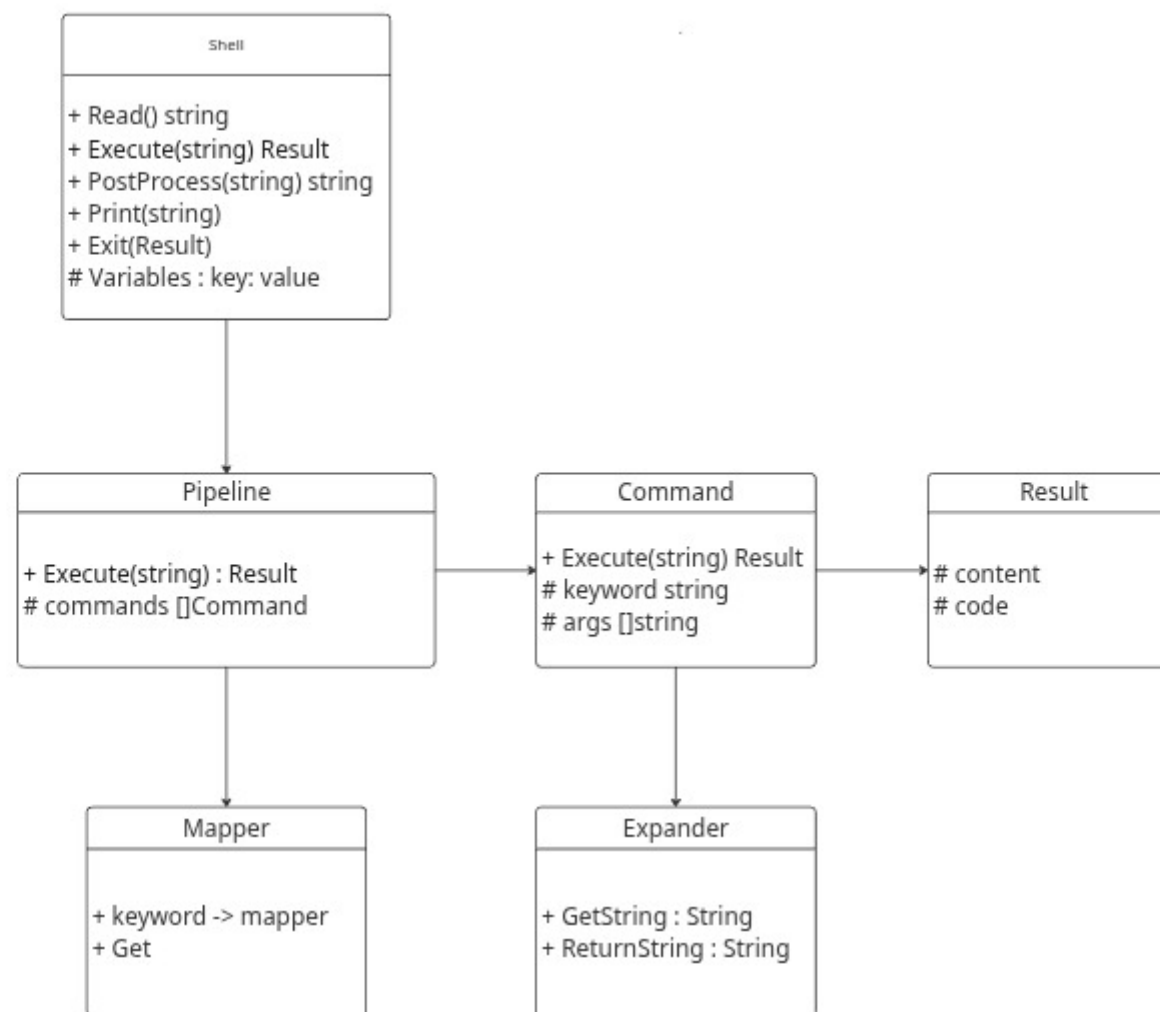 Shell
+ Read() string
+ Execute(string) Result
+ PostProcess(string) string
+ Print(string)
+ Exit(Result)
# Variables : key: value
Pipeline
+ Execute(string) : Result
# commands []Command
Command
+ Execute(string) Result
# keyword string
# args []string
Result
# content
# code
Mapper
+ keyword -> mapper
+ Get
Expander
+ GetString : String
+ ReturnString : String